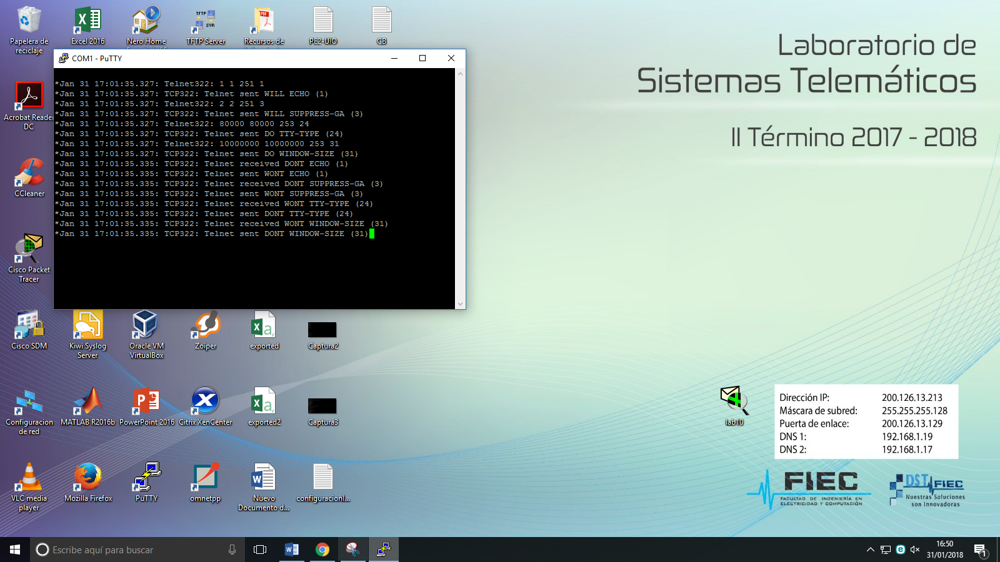 Papelera de
reciclaje
Excel 2016
Nero Home
TFTP
SVR
TFTP Server
PDF
Recursos de
PE2-UIO
CB
Laboratorio de
Sistemas Telemáticos
II Término 2017 - 2018
COM1 - PuTTY
*Jan 31 17:01:35.327: Telnet322: 1 1 251 1
*Jan 31 17:01:35.327: TCP322: Telnet sent WILL ECHO (1)
*Jan 31 17:01:35.327: Telnet322: 2 2 251 3
*Jan 31 17:01:35.327: TCP322: Telnet sent WILL SUPPRESS-GA (3)
*Jan 31 17:01:35.327: Telnet322: 80000 80000 253 24
*Jan 31 17:01:35.327: TCP322: Telnet sent DO TTY-TYPE (24)
*Jan 31 17:01:35.327: Telnet322: 10000000 10000000 253 31
*Jan 31 17:01:35.327: TCP322: Telnet sent DO WINDOW-SIZE (31)
*Jan 31 17:01:35.335: TCP322: Telnet received DONT ECHO (1)
*Jan 31 17:01:35.335: TCP322: Telnet sent WONT ECHO (1)
*Jan 31 17:01:35.335: TCP322: Telnet received DONT SUPPRESS-GA (3)
*Jan 31 17:01:35.335: TCP322: Telnet sent WONT SUPPRESS-GA (3)
*Jan 31 17:01:35.335: TCP322: Telnet received WONT TTY-TYPE (24)
*Jan 31 17:01:35.335: TCP322: Telnet sent DONT TTY-TYPE (24)
*Jan 31 17:01:35.335: TCP322: Telnet received WONT WINDOW-SIZE (31)
*Jan 31 17:01:35.335: TCP322: Telnet sent DONT WINDOW-SIZE (31)
Acrobat Reader
DC
CCleaner
Cisco Packet
Tracer
Cisco SDM
Kiwi Syslog
Server
Oracle VM
VirtualBox
Zoiper
exported
Captura2
Configuracion
de red
MATLAB R2016b
PowerPoint 2016
Citrix XenCenter
exported2
Captura3
lab10
Dirección IP: 200.126.13.213
Máscara de subred: 255.255.255.128
Puerta de enlace: 200.126.13.129
DNS 1: 192.168.1.19
DNS 2: 192.168.1.17
VLC media
player
Mozilla Firefox
PuTTY
omnetpp
Nuevo
Documento d...
configuracionl...
FIEC
FACULTAD DE INGENIERÍA EN
ELECTRICIDAD Y COMPUTACIÓN
DST FIEC
Nuestras Soluciones
son Innovadoras
Escribe aquí para buscar
16:50
31/01/2018
1